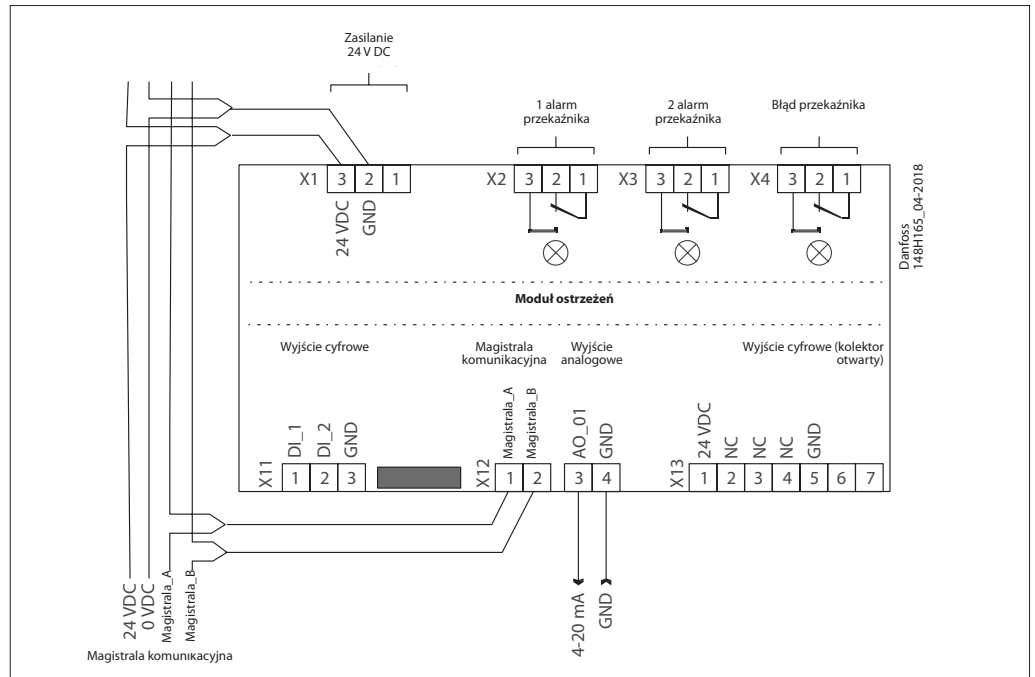 Zasilanie
24 V DC
1 alarm
przekaźnika
2 alarm
przekaźnika
Błąd przekaźnika
X1 3 2 1
X2 3 2 1
X3 3 2 1
X4 3 2 1
24 VDC
GND
Danfoss
148H165_04-2018
Moduł ostrzeżeń
Wyjście cyfrowe
Magistrala
komunikacyjna
Wyjście
analogowe
Wyjście cyfrowe (kolektor
otwarty)
DI_1
DI_2
GND
Magistrala_A
Magistrala_B
AO_01
GND
24 VDC
NC
NC
NC
GND
X11 1 2 3
X12 1 2
3 4
X13 1 2 3 4 5 6 7
24 VDC
0 VDC
Magistrala_A
Magistrala_B
4-20 mA
GND
Magistrala komunikacyjna